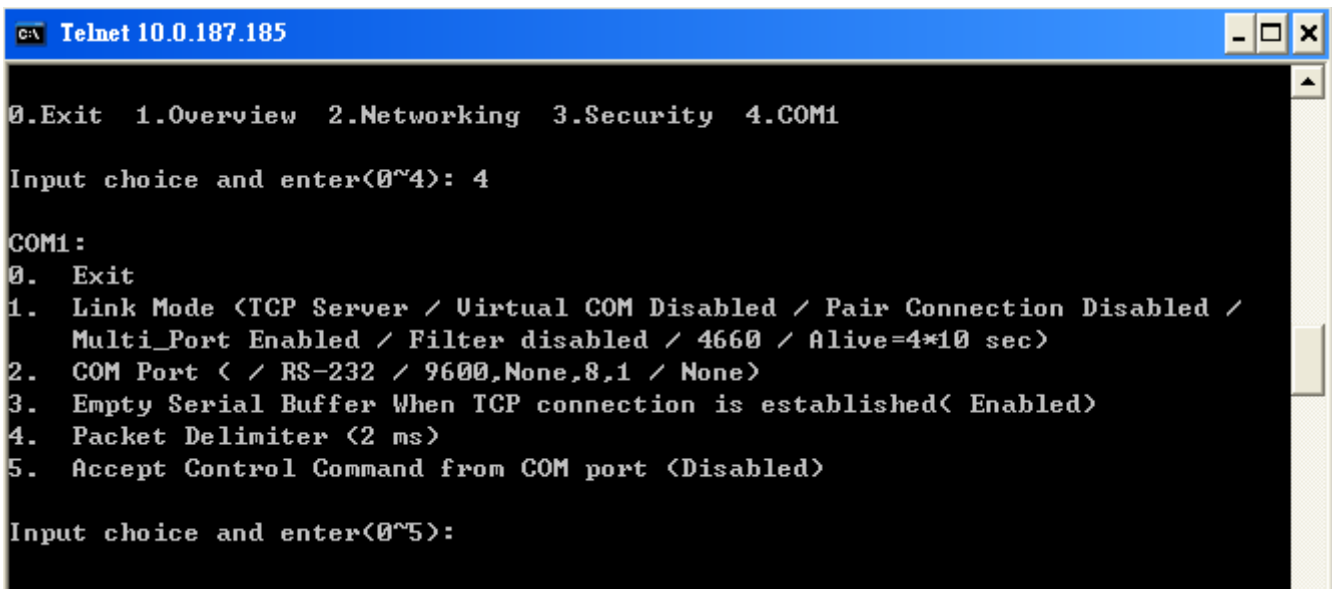 Telnet 10.0.187.185
0.Exit  1.Overview  2.Networking  3.Security  4.COM1
Input choice and enter(0~4): 4
COM1:
0.  Exit
1.  Link Mode (TCP Server / Virtual COM Disabled / Pair Connection Disabled /
Multi_Port Enabled / Filter disabled / 4660 / Alive=4*10 sec)
2.  COM Port ( / RS-232 / 9600,None,8,1 / None)
3.  Empty Serial Buffer When TCP connection is established( Enabled)
4.  Packet Delimiter (2 ms)
5.  Accept Control Command from COM port (Disabled)
Input choice and enter(0~5):